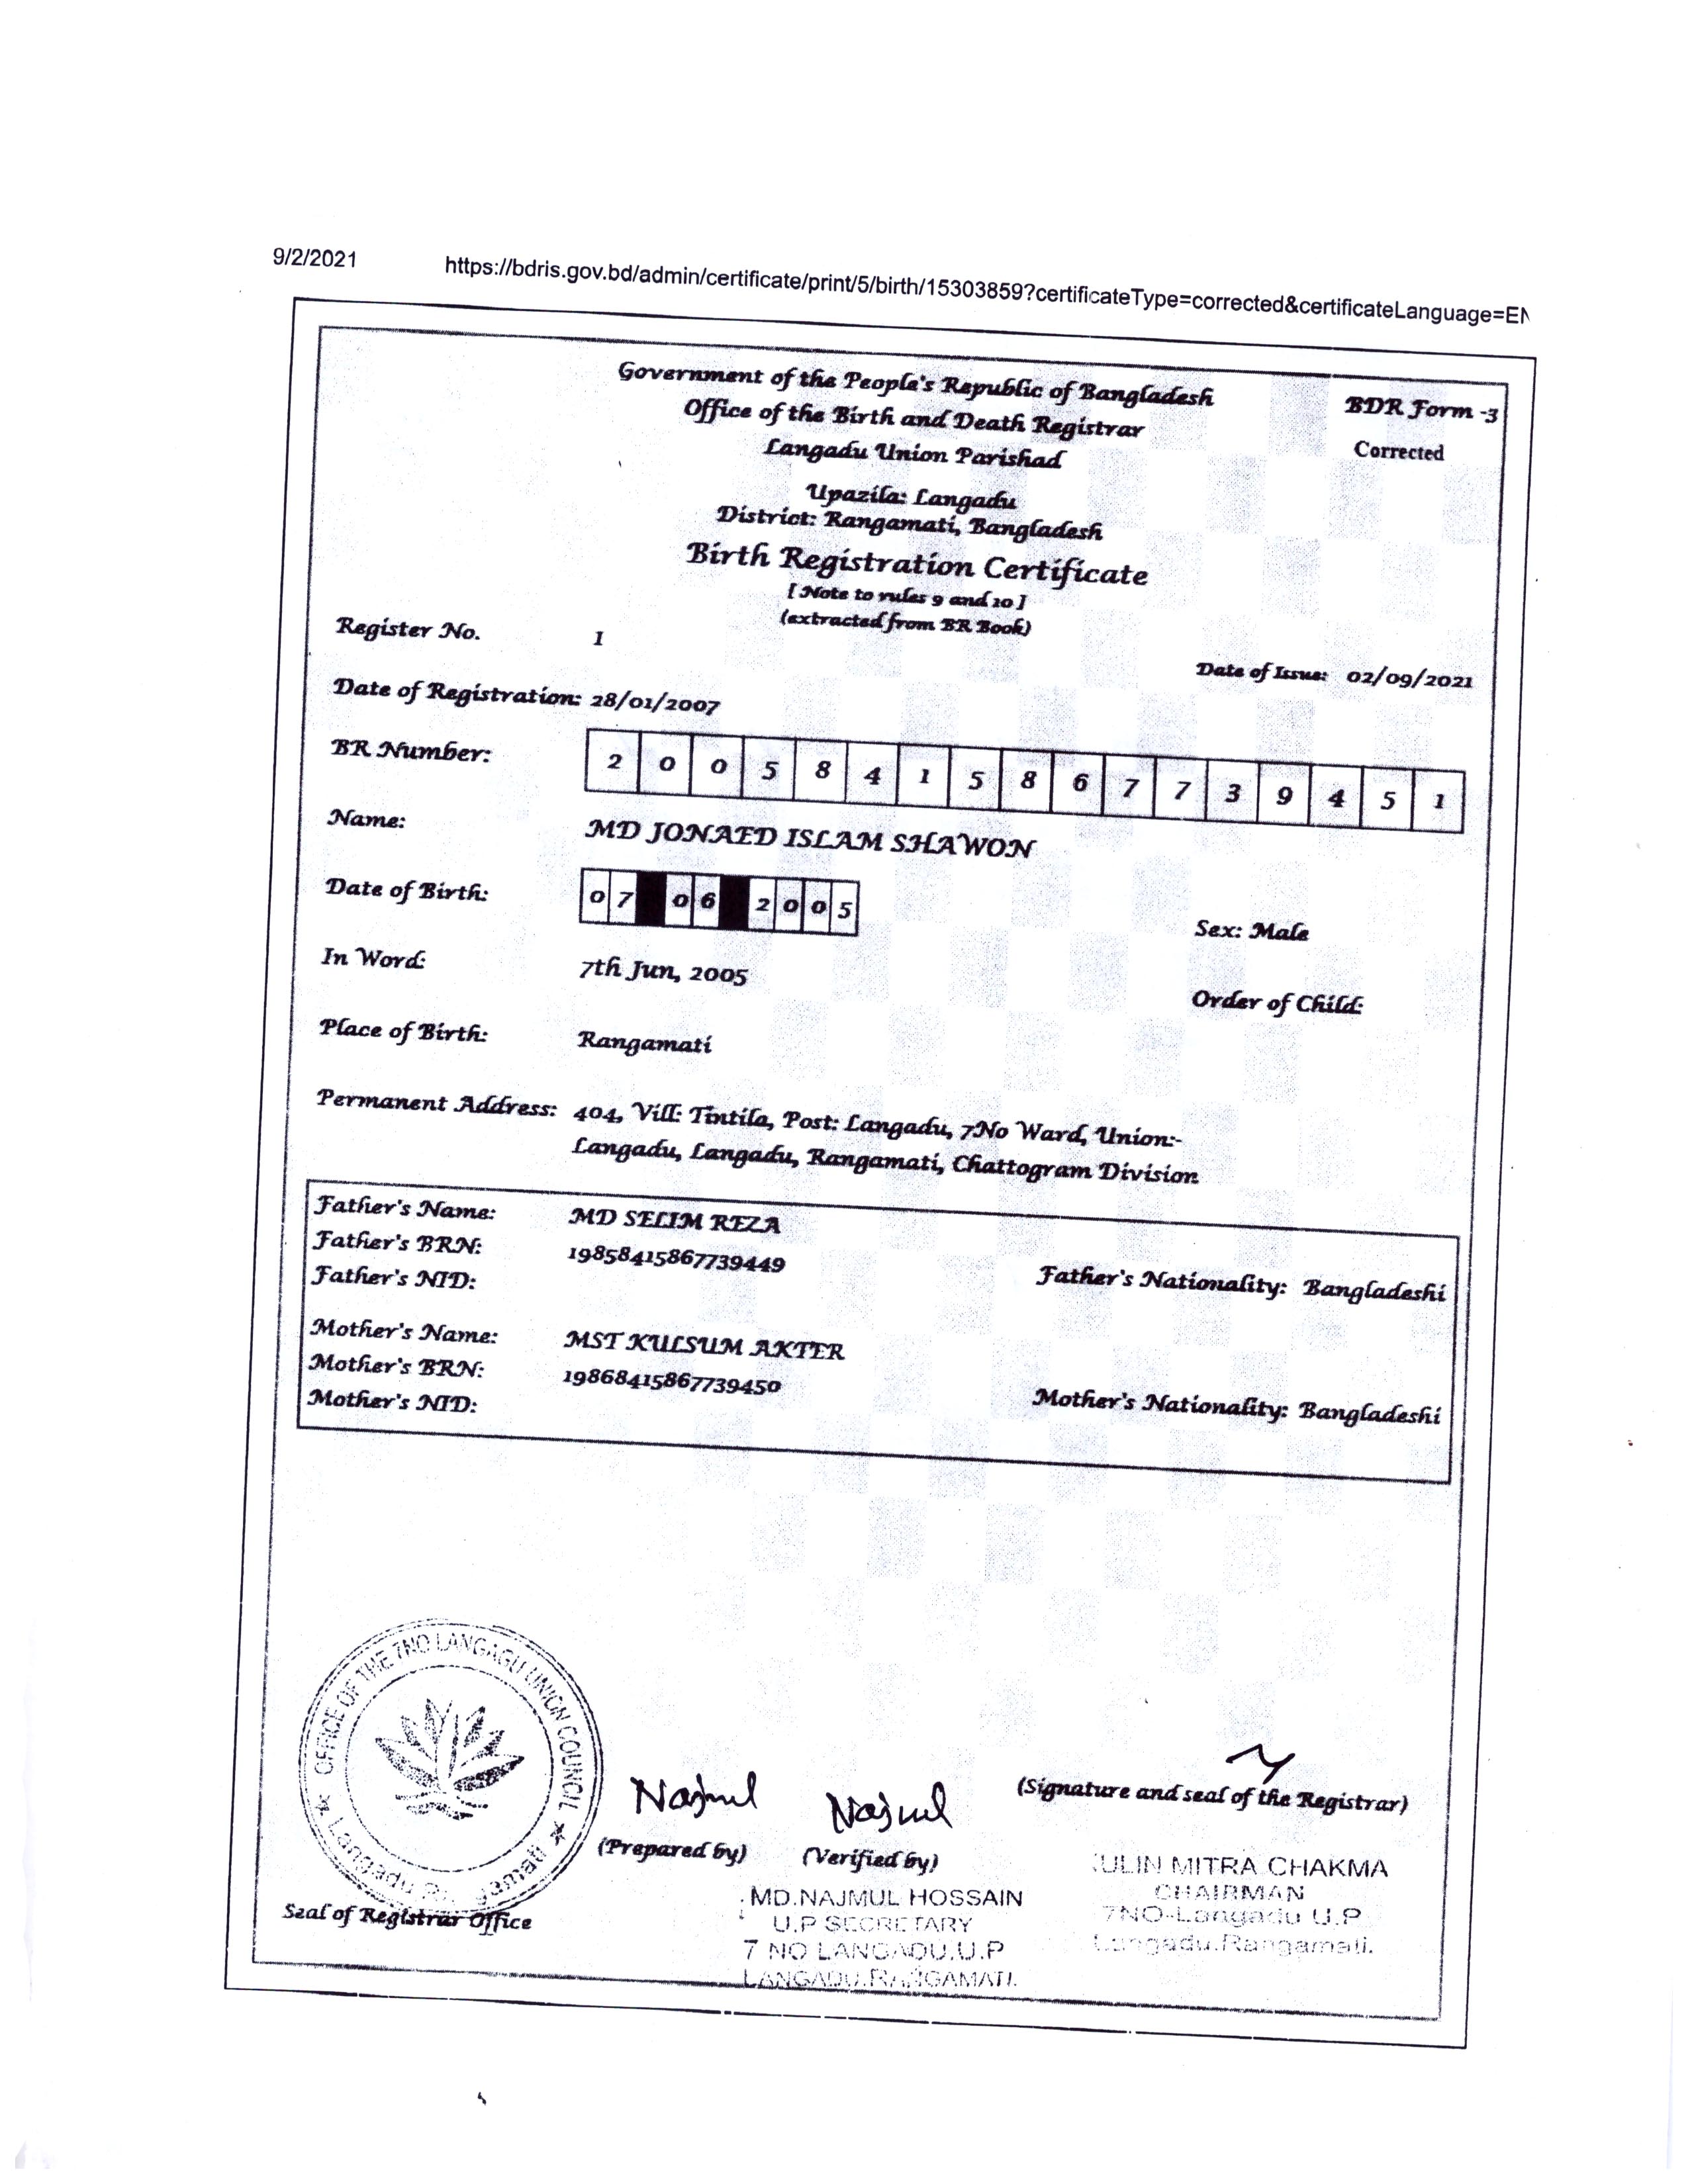 9/2/2021 https://bdris.gov.bd/admin/certificate/print/5/birth/15303859?certificateType=corrected&certificateLanguage=EN
Government of the People's Republic of Bangladesh
BDR Form -3
Office of the Birth and Death Registrar
Corrected
Langadu Union Parishad
Upazila: Langadu
District: Rangamati, Bangladesh
Birth Registration Certificate
[ Note to rules 9 and 10 ]
(extracted from BR Book)
Register No. 1
Date of Issue: 02/09/2021
Date of Registration: 28/01/2007
BR Number: 2 0 0 5 8 4 1 5 8 6 7 7 3 9 4 5 1
Name: MD JONAED ISLAM SHAWON
Date of Birth: 0 7 0 6 2 0 0 5
Sex: Male
In Word: 7th Jun, 2005
Order of Child:
Place of Birth: Rangamati
Permanent Address: 404, Vill: Tintila, Post: Langadu, 7No Ward, Union:-
Langadu, Langadu, Rangamati, Chattogram Division
Father's Name: MD SELIM REZA
Father's BRN: 19858415867739449
Father's NID:
Father's Nationality: Bangladeshi
Mother's Name: MST KULSUM AKTER
Mother's BRN: 19868415867739450
Mother's NID:
Mother's Nationality: Bangladeshi
OFFICE OF THE 7NO LANGAGU UNION COUNCIL
Langadu
Najmul
Najmul
(Signature and seal of the Registrar)
(Prepared by)
(Verified by)
Seal of Registrar Office
MD.NAJMUL HOSSAIN
U.P SECRETARY
7 NO LANGADU.U.P
LANGADU.RANGAMATI.
MITRA CHAKMA
CHAIRMAN
7NO-Langadu U.P
Langadu.Rangamati.